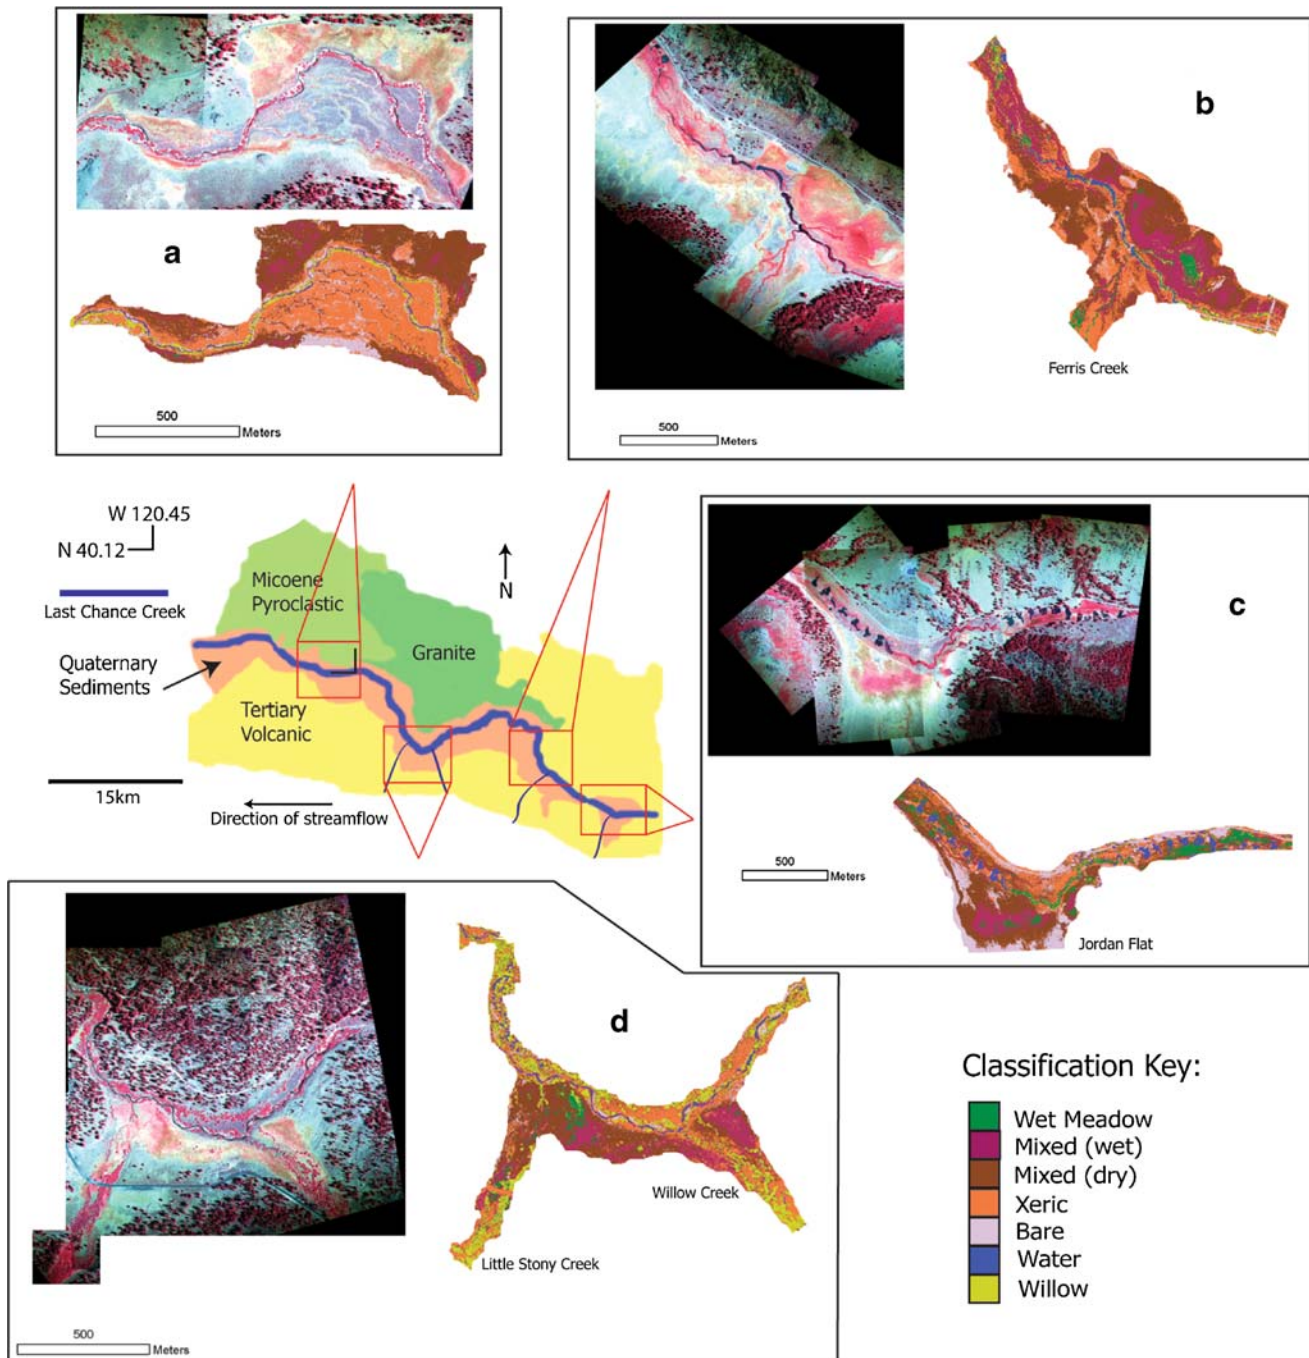 a
500
Meters
b
Ferris Creek
500
Meters
W 120.45
N 40.12
Last Chance Creek
Quaternary
Sediments
Micoene
Pyroclastic
Granite
Tertiary
Volcanic
N
15km
Direction of streamflow
c
500
Meters
Jordan Flat
d
Willow Creek
Little Stony Creek
500
Meters
Classification Key:
Wet Meadow
Mixed (wet)
Mixed (dry)
Xeric
Bare
Water
Willow